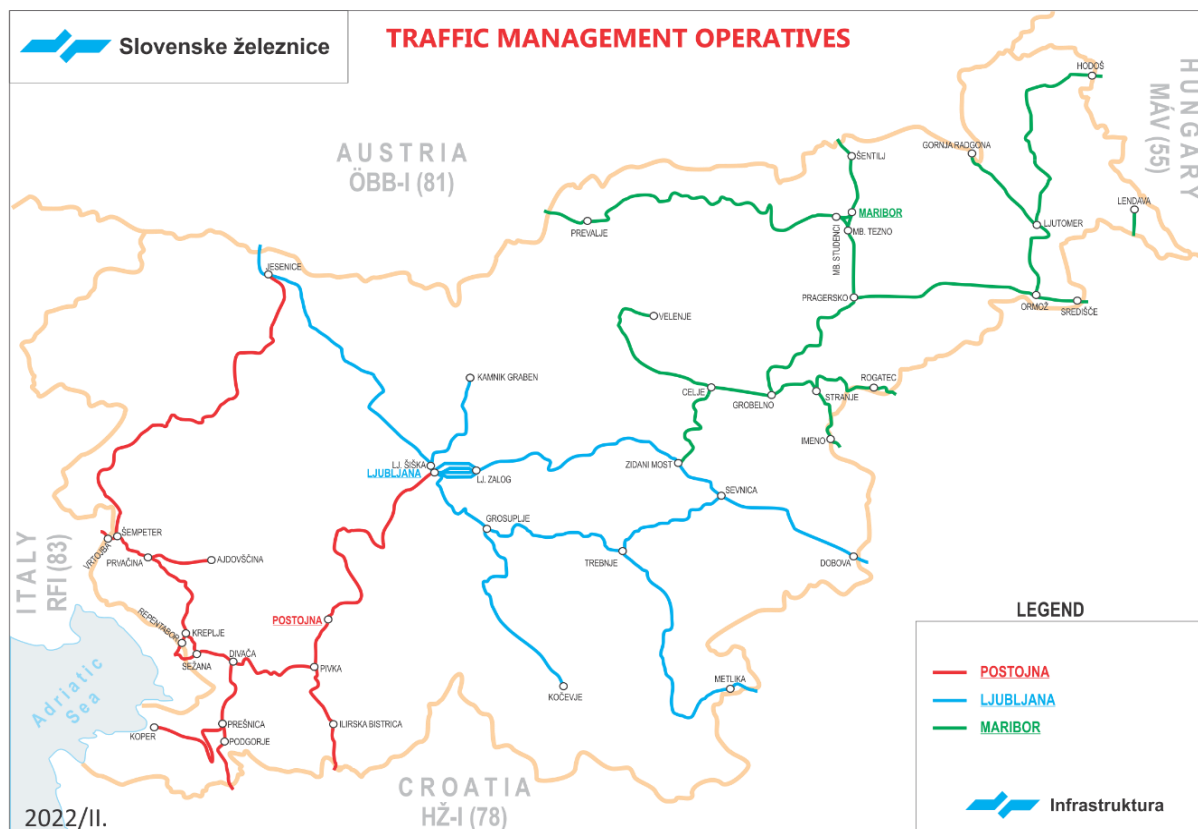 Slovenske železnice
TRAFFIC MANAGEMENT OPERATIVES
HODOŠ
HUNGARY
MÁV (55)
AUSTRIA
ÖBB-I (81)
ŠENTILJ
GORNJA RADGONA
LENDAVA
MARIBOR
PREVALJE
MB. STUDENCI
MB. TEZNO
LJUTOMER
JESENICE
PRAGERSKO
ORMOŽ
SREDIŠČE
VELENJE
KAMNIK GRABEN
CELJE
GROBELNO
STRANJE
ROGATEC
IMENO
LJ. ŠIŠKA
LJUBLJANA
LJ. ZALOG
ZIDANI MOST
SEVNICA
GROSUPLJE
TREBNJE
DOBOVA
ITALY
RFI (83)
VRTOJBA
ŠEMPETER
PRVAČINA
AJDOVŠČINA
POSTOJNA
REPENTABOR
KREPLJE
SEŽANA
DIVAČA
PIVKA
KOČEVJE
METLIKA
Adriatic
Sea
KOPER
PREŠNICA
PODGORJE
ILIRSKA BISTRICA
CROATIA
HŽ-I (78)
LEGEND
POSTOJNA
LJUBLJANA
MARIBOR
Infrastruktura
2022/II.